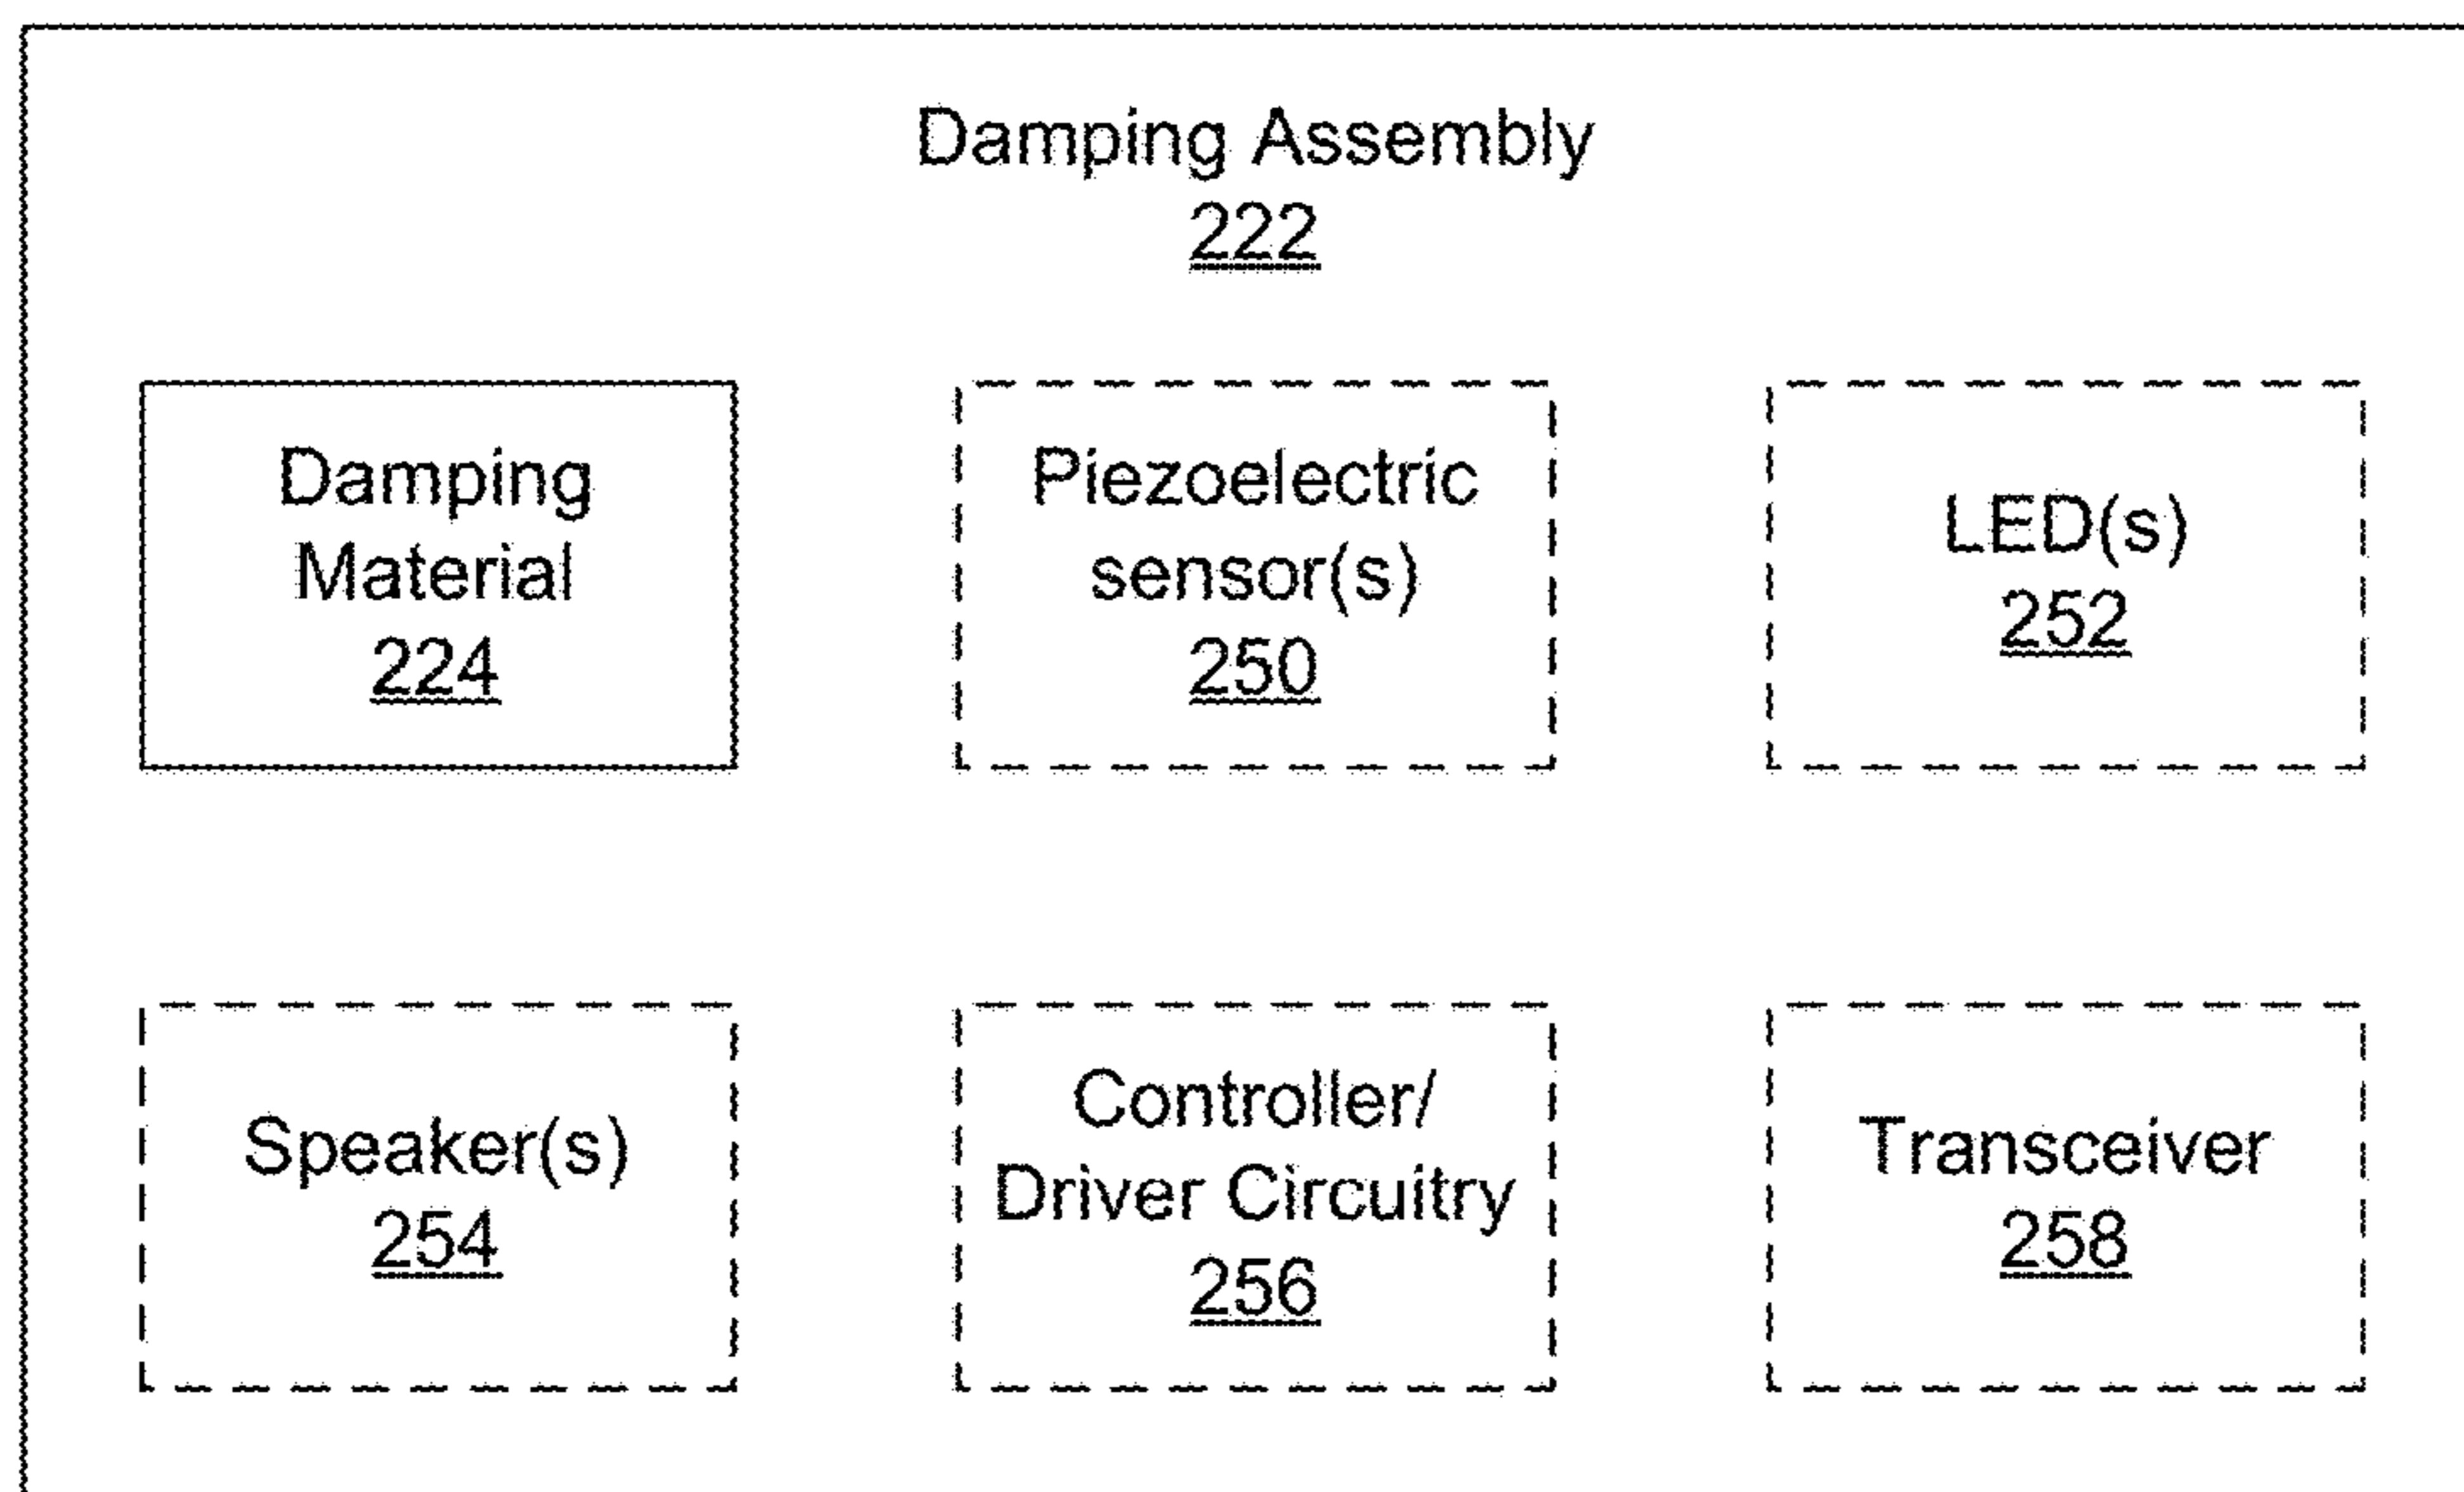 Damping Assembly
222
Damping
Material
224
Piezoelectric
sensor(s)
250
LED(s)
252
Speaker(s)
254
Controller/
Driver Circuitry
256
Transceiver
258